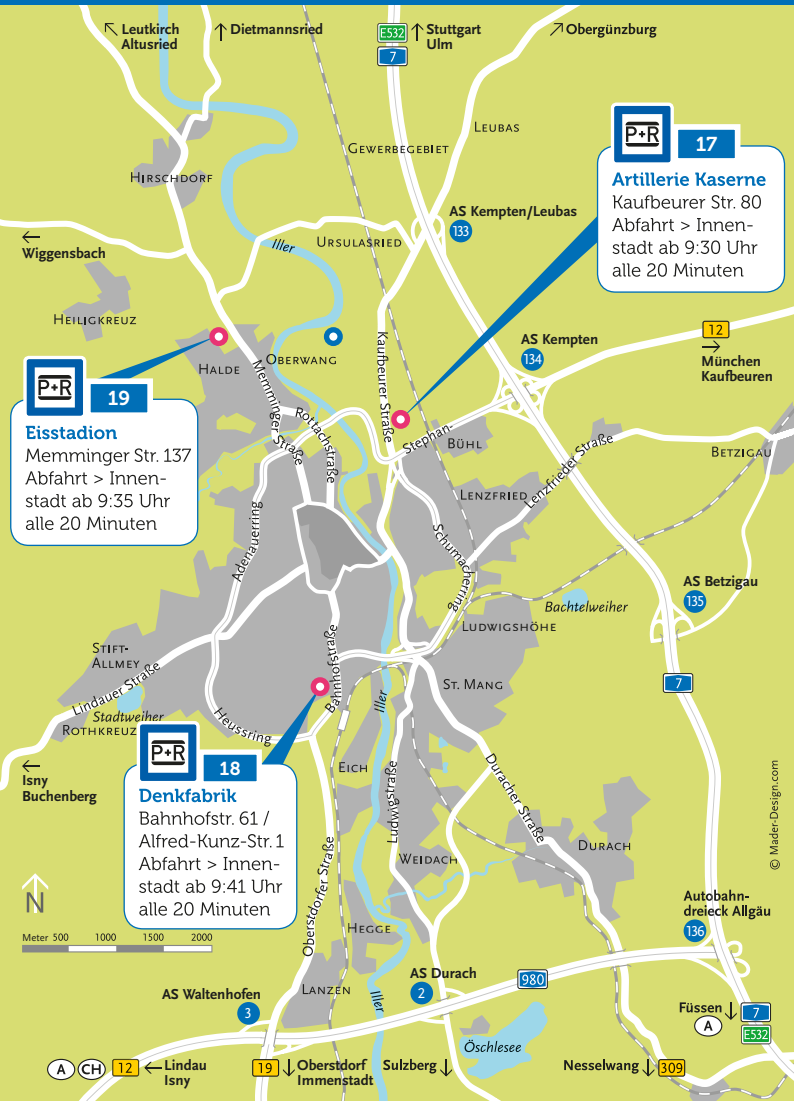 Leutkirch
Altusried
Dietmannsried
E532
7
Stuttgart
Ulm
Obergünzburg
Leubas
Gewerbegebiet
Hirschdorf
P+R
17
Artillerie Kaserne
Kaufbeurer Str. 80
Abfahrt > Innen-
stadt ab 9:30 Uhr
alle 20 Minuten
AS Kempten/Leubas
133
Wiggensbach
Iller
Ursulasried
Heiligkreuz
12
München
Kaufbeuren
AS Kempten
134
Halde
Oberwang
Kaufbeurer Straße
Memminger Straße
Rottachstraße
Stephan-
Bühl
P+R
19
Eisstadion
Memminger Str. 137
Abfahrt > Innen-
stadt ab 9:35 Uhr
alle 20 Minuten
Lenzfried
Lenzfrieder Straße
Betzigau
Adenauerring
Schumacherring
AS Betzigau
135
Bachtelweiher
Ludwigshöhe
Stift-
Allmey
Lindauer Straße
Stadtweiher
Rothkreuz
Heussring
Bahnhofstraße
Iller
St. Mang
7
Isny
Buchenberg
P+R
18
Denkfabrik
Bahnhofstr. 61 /
Alfred-Kunz-Str. 1
Abfahrt > Innen-
stadt ab 9:41 Uhr
alle 20 Minuten
Eich
Ludwigstraße
Duracher Straße
Durach
Weidach
Oberstdorfer Straße
© Mader-Design.com
N
Meter 500 1000 1500 2000
Hegge
Autobahn-
dreieck Allgäu
136
AS Durach
2
980
AS Waltenhofen
3
Lanzen
Iller
Füssen
A
7
E532
Öschlesee
A CH 12
Lindau
Isny
19
Oberstdorf
Immenstadt
Sulzberg
Nesselwang
309